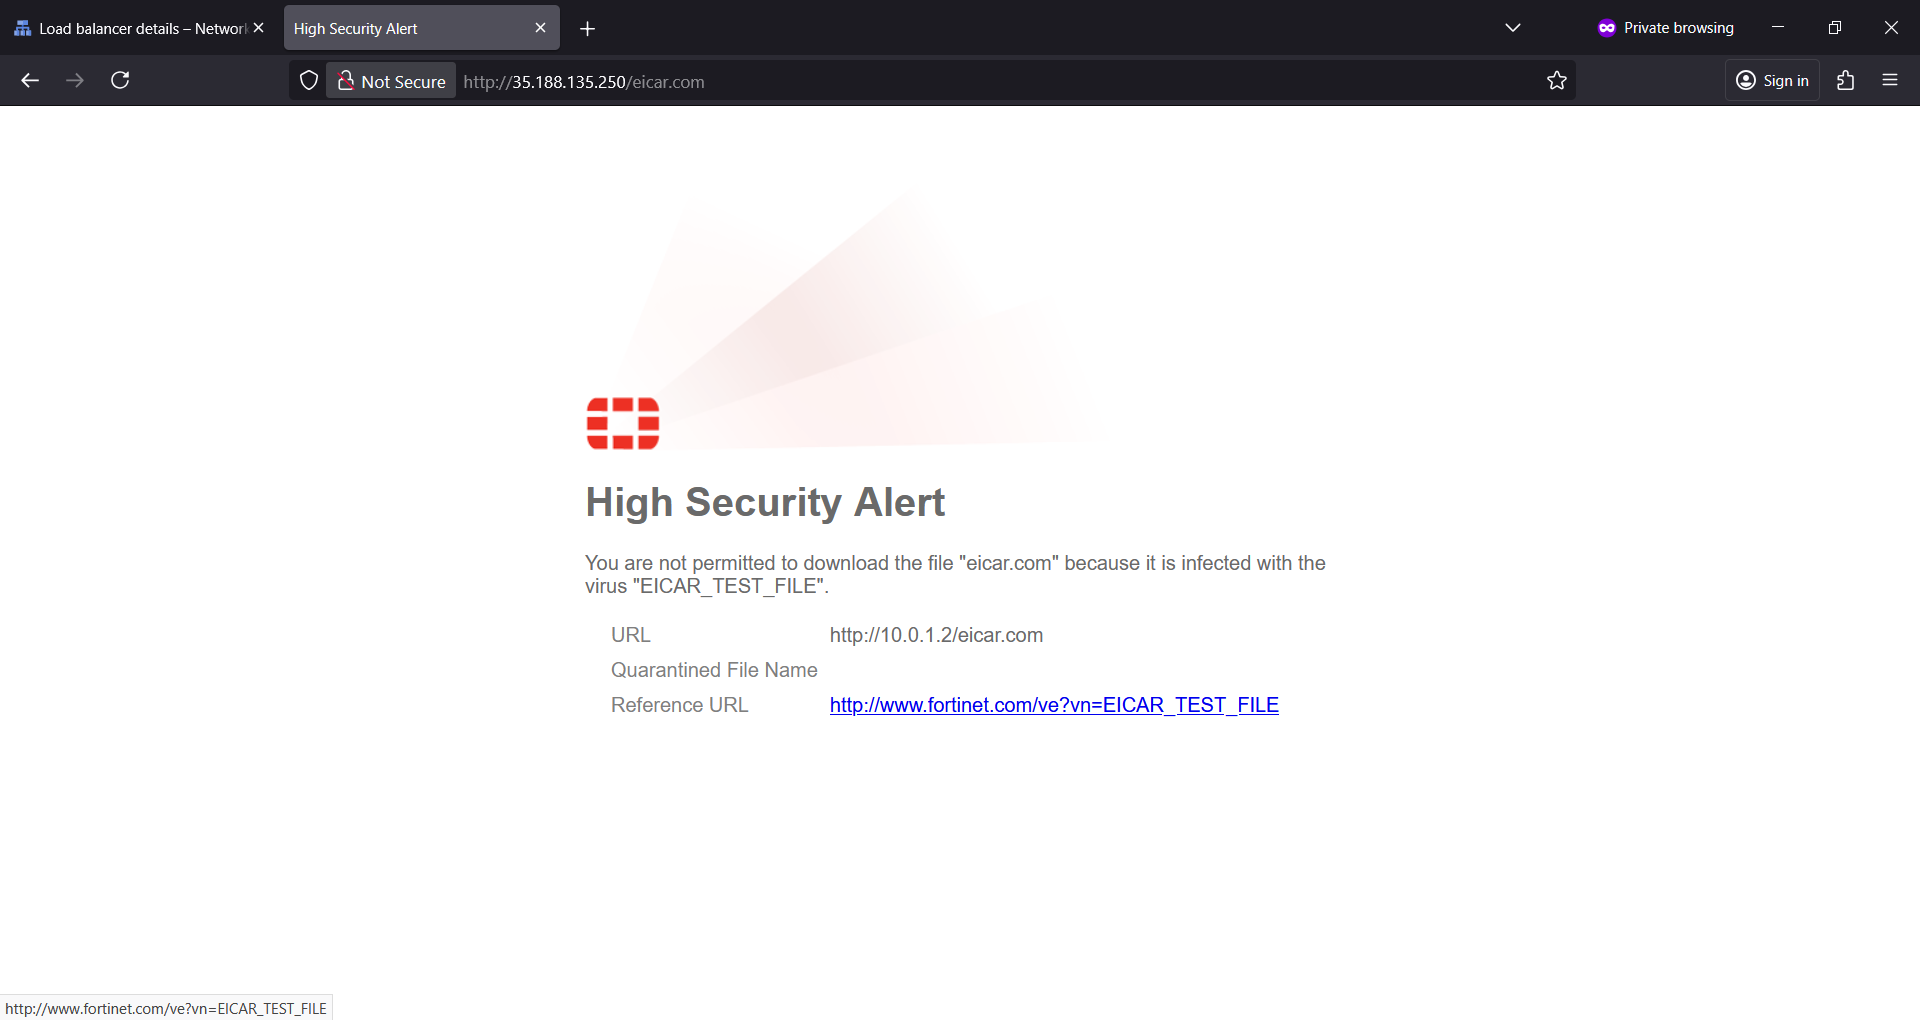 Load balancer details – Network
High Security Alert
Private browsing
Not Secure
http://35.188.135.250/eicar.com
Sign in
High Security Alert
You are not permitted to download the file "eicar.com" because it is infected with the
virus "EICAR_TEST_FILE".
URL http://10.0.1.2/eicar.com
Quarantined File Name
Reference URL http://www.fortinet.com/ve?vn=EICAR_TEST_FILE
http://www.fortinet.com/ve?vn=EICAR_TEST_FILE